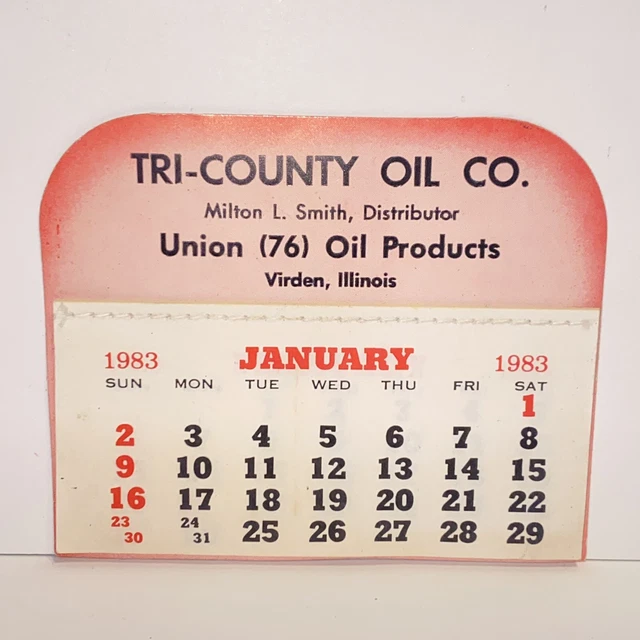 TRI-COUNTY OIL CO.
Milton L. Smith, Distributor
Union (76) Oil Products
Virden, Illinois
1983 JANUARY 1983
SUN MON TUE WED THU FRI SAT
1
2 3 4 5 6 7 8
9 10 11 12 13 14 15
16 17 18 19 20 21 22
23 24 25 26 27 28 29
30 31